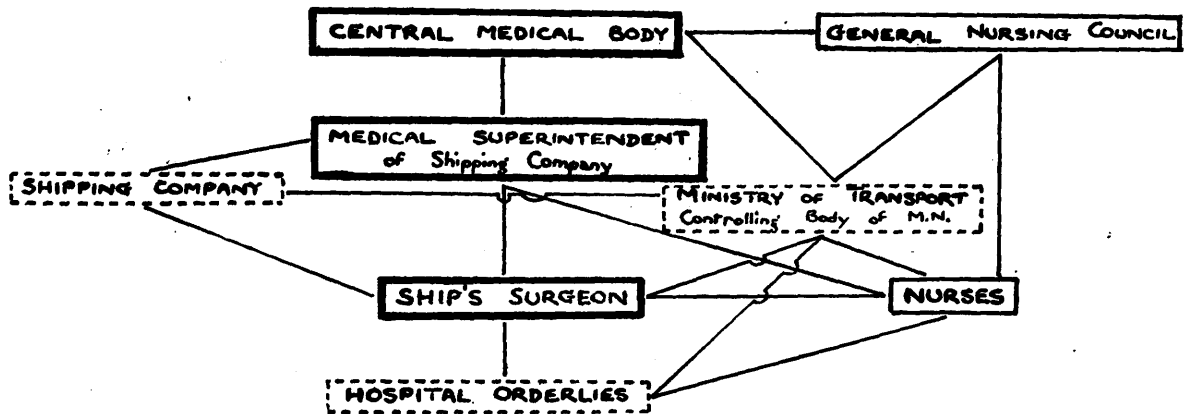 CENTRAL MEDICAL BODY
GENERAL NURSING COUNCIL
MEDICAL SUPERINTENDENT
of Shipping Company
SHIPPING COMPANY
MINISTRY OF TRANSPORT
Controlling Body of M.N.
SHIP'S SURGEON
NURSES
HOSPITAL ORDERLIES